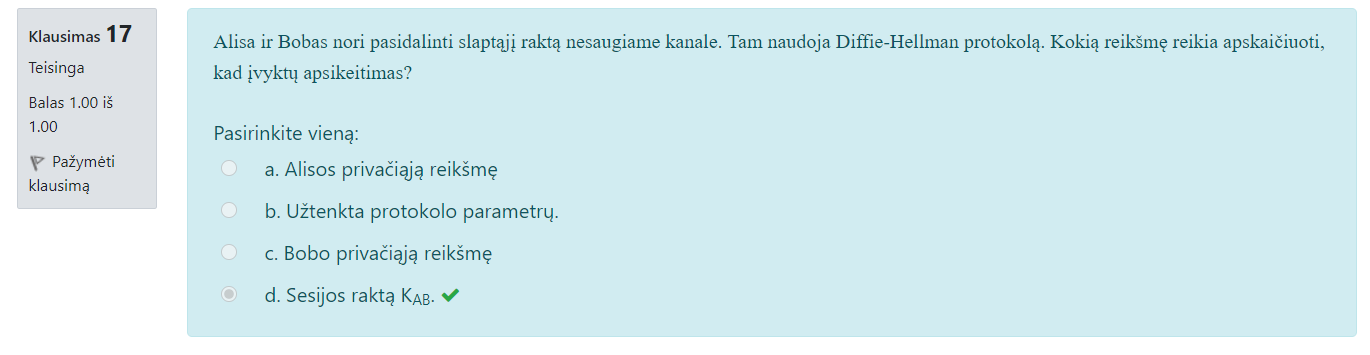 Klausimas 17
Teisinga
Balas 1.00 iš
1.00
Pažymėti
klausimą
Alisa ir Bobas nori pasidalinti slaptąjį raktą nesaugiame kanale. Tam naudoja Diffie-Hellman protokolą. Kokią reikšmę reikia apskaičiuoti,
kad įvyktų apsikeitimas?
Pasirinkite vieną:
a. Alisos privačiąją reikšmę
b. Užtenkta protokolo parametrų.
c. Bobo privačiąją reikšmę
d. Sesijos raktą KAB.